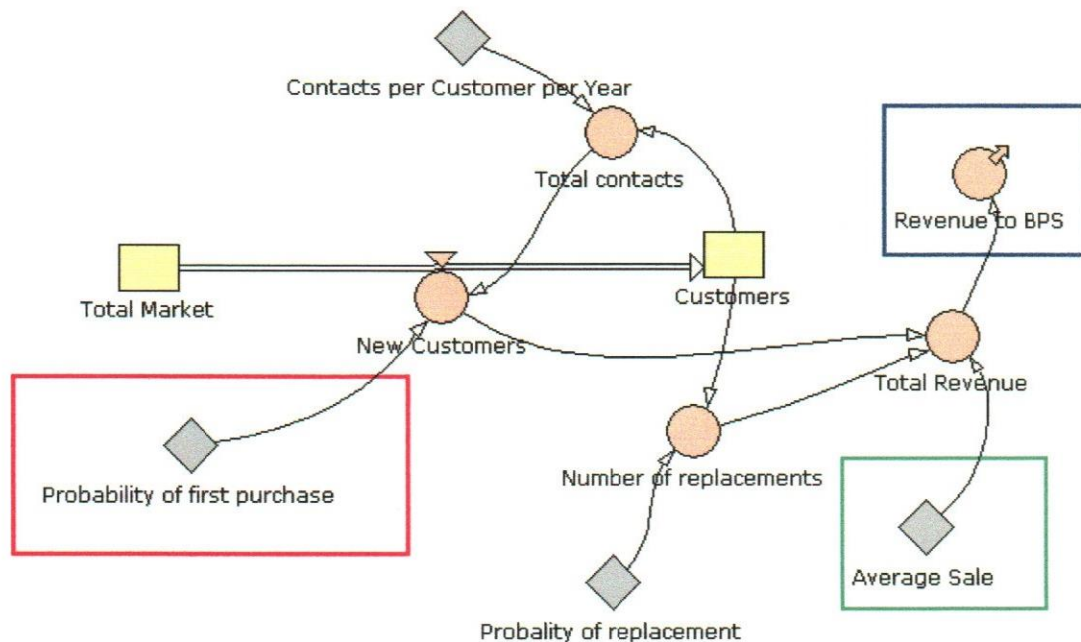 Contacts per Customer per Year
Total contacts
Revenue to BPS
Total Market
Customers
New Customers
Total Revenue
Number of replacements
Probability of first purchase
Average Sale
Probality of replacement